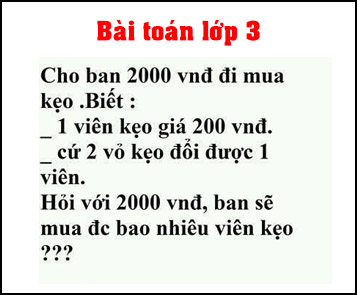 Bài toán lớp 3
Cho ban 2000 vnđ đi mua
kẹo .Biết :
_ 1 viên kẹo giá 200 vnđ.
_ cứ 2 vỏ kẹo đổi được 1
viên.
Hỏi với 2000 vnđ, ban sẽ
mua đc bao nhiêu viên kẹo
???